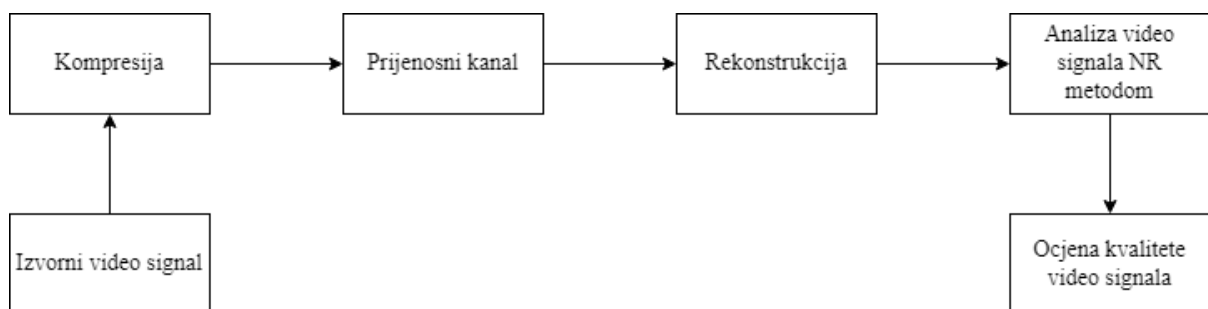 Kompresija
Prijenosni kanal
Rekonstrukcija
Analiza video
signala NR
metodom
Izvorni video signal
Ocjena kvalitete
video signala